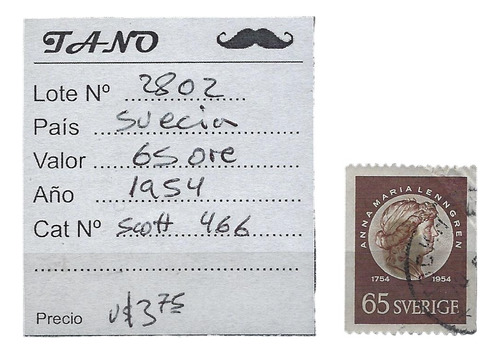 TANO
Lote Nº 2802
País suecia
Valor 65 ore
Año 1954
Cat Nº scott 466
Precio U$3.75
ANNA MARIA LENNGREN
1754 1954
65 SVERIGE